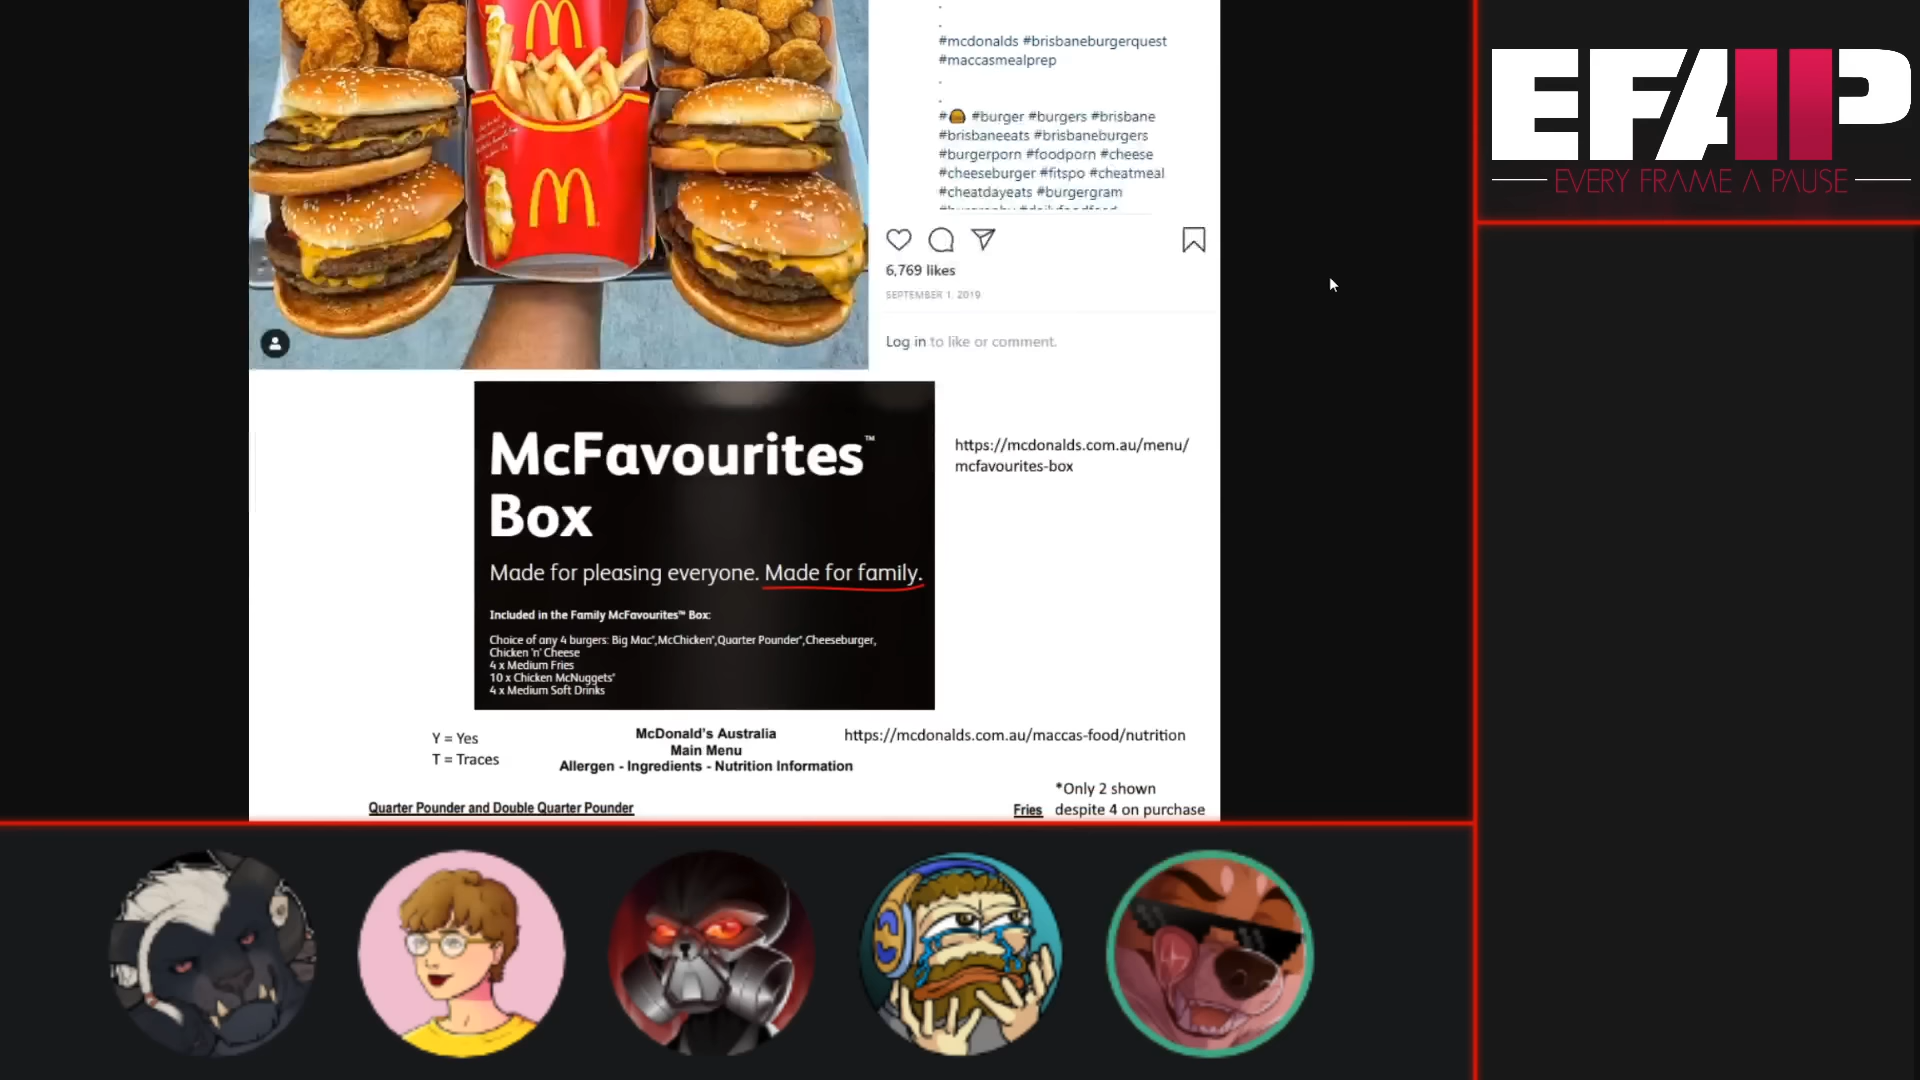 #mcdonalds #brisbaneburgerquest
#maccasmealprep
#🍔 #burger #burgers #brisbane
#brisbaneeats #brisbaneburgers
#burgerporn #foodporn #cheese
#cheeseburger #fitspo #cheatmeal
#cheatdayeats #burgergram
6,769 likes
SEPTEMBER 1, 2019
Log in to like or comment.
EFAP
EVERY FRAME A PAUSE
McFavourites™
Box
Made for pleasing everyone. Made for family.
Included in the Family McFavourites™ Box:
Choice of any 4 burgers: Big Mac®,McChicken®,Quarter Pounder®,Cheeseburger,
Chicken 'n' Cheese
4 x Medium Fries
10 x Chicken McNuggets®
4 x Medium Soft Drinks
https://mcdonalds.com.au/menu/
mcfavourites-box
Y = Yes
T = Traces
McDonald's Australia
Main Menu
Allergen - Ingredients - Nutrition Information
https://mcdonalds.com.au/maccas-food/nutrition
*Only 2 shown
despite 4 on purchase
Quarter Pounder and Double Quarter Pounder
Fries